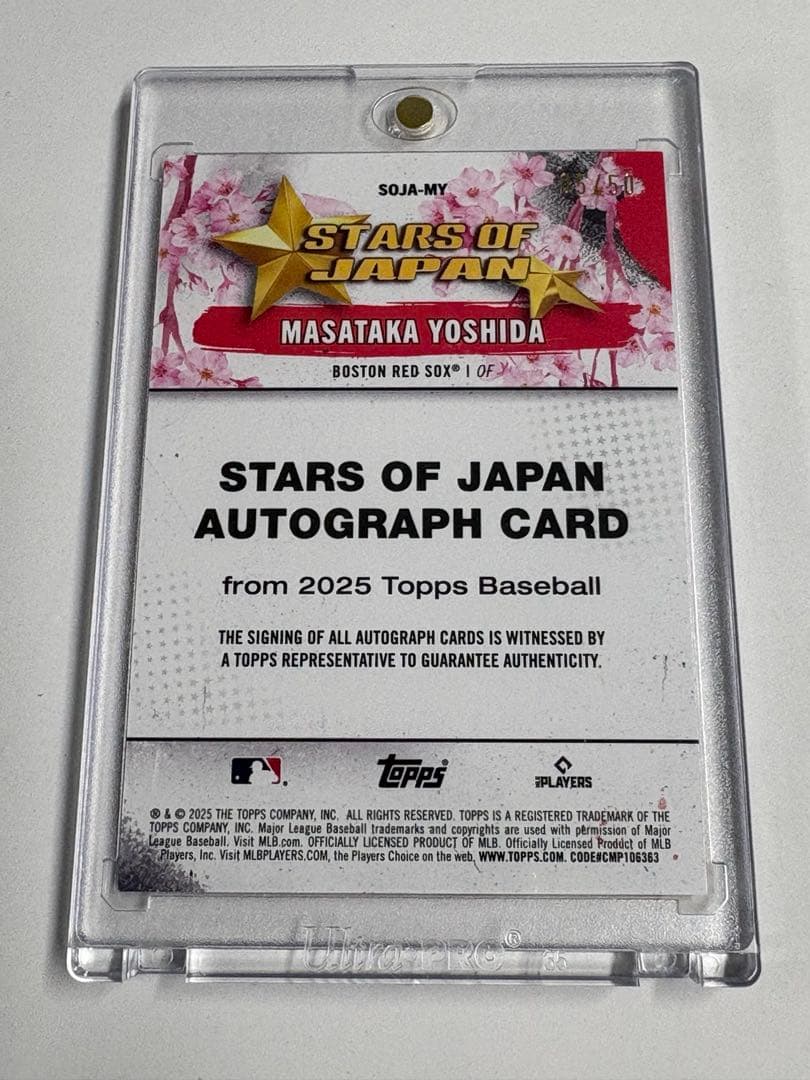 SOJA-MY
STARS OF
JAPAN
MASATAKA YOSHIDA
BOSTON RED SOX® | OF
STARS OF JAPAN
AUTOGRAPH CARD
from 2025 Topps Baseball
THE SIGNING OF ALL AUTOGRAPH CARDS IS WITNESSED BY
A TOPPS REPRESENTATIVE TO GUARANTEE AUTHENTICITY.
Topps
PLAYERS
® & © 2025 THE TOPPS COMPANY, INC. ALL RIGHTS RESERVED. TOPPS IS A REGISTERED TRADEMARK OF THE
TOPPS COMPANY, INC. Major League Baseball trademarks and copyrights are used with permission of Major
League Baseball. Visit MLB.com. OFFICIALLY LICENSED PRODUCT OF MLB. Officially Licensed Product of MLB
Players, Inc. Visit MLBPLAYERS.COM, the Players Choice on the web. WWW.TOPPS.COM. CODE#CMP106363
Ultra PRO®